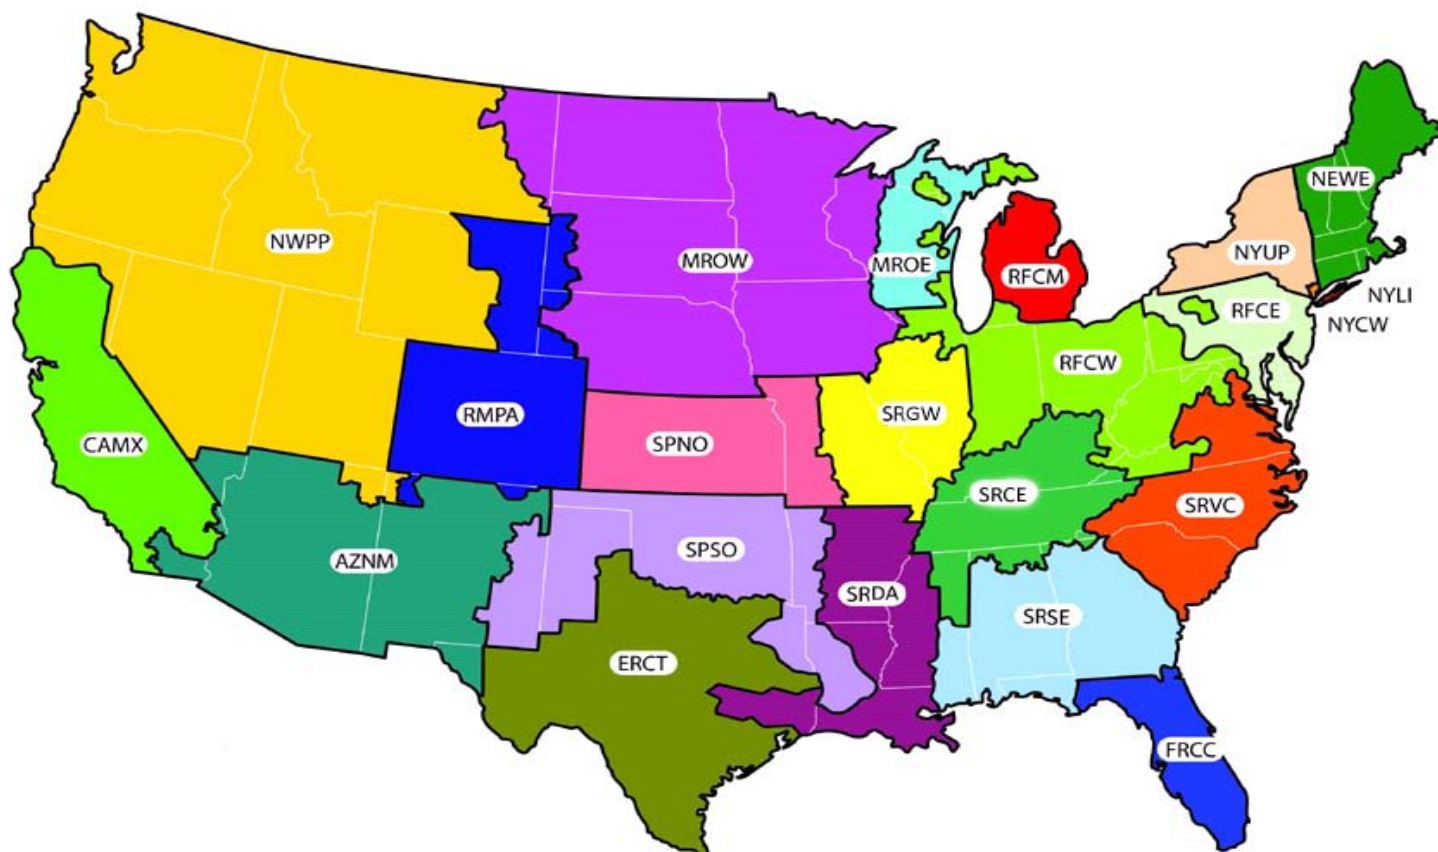 NEWE
NWPP
NYUP
MROW
MROE
RFCM
NYLI
RFCE
NYCW
RFCW
RMPA
SRGW
CAMX
SPNO
SRCE
SRVC
SPSO
AZNM
SRDA
SRSE
ERCT
FRCC